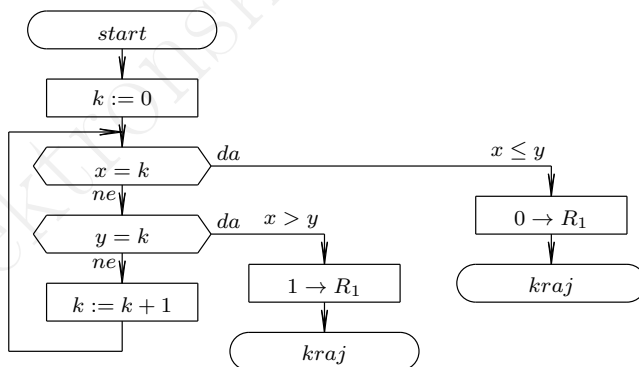 start
k := 0
x = k
da
x ≤ y
ne
y = k
da
x > y
0 → R₁
ne
k := k + 1
1 → R₁
kraj
kraj